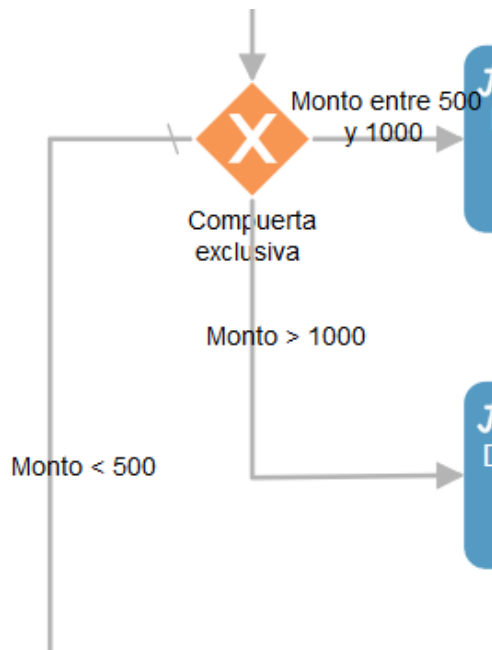 Monto entre 500
y 1000
X
Compuerta
exclusiva
Monto > 1000
Monto < 500
J
J
D